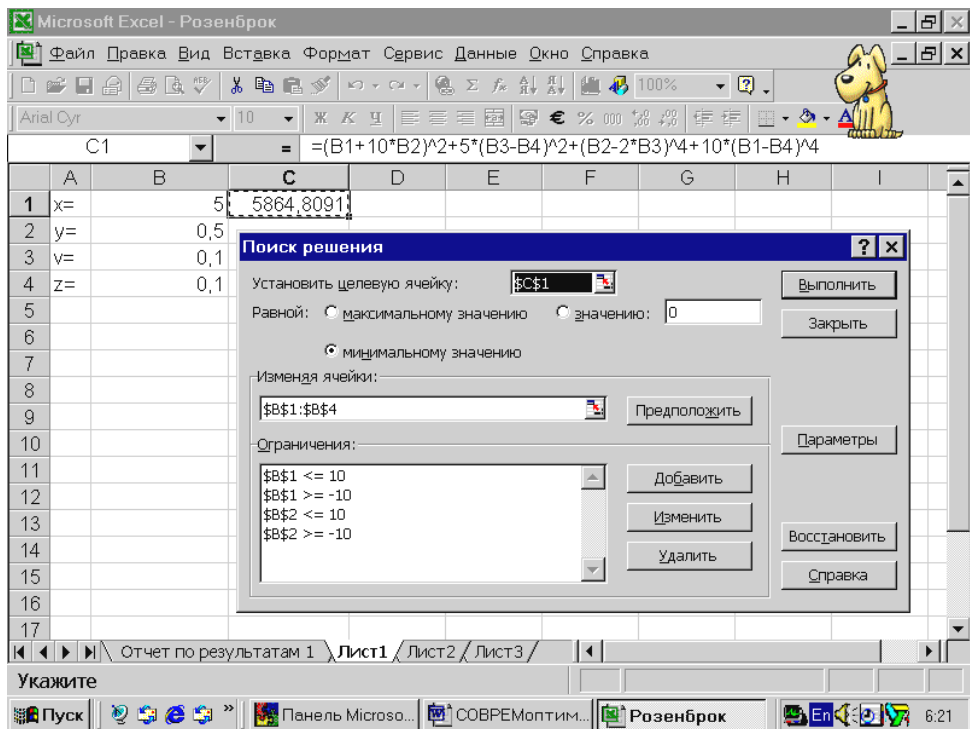 Microsoft Excel - Розенброк
Файл Правка Вид Вставка Формат Сервис Данные Окно Справка
100%
Arial Cyr 10 Ж К Ч € % 000
C1 = =(B1+10*B2)^2+5*(B3-B4)^2+(B2-2*B3)^4+10*(B1-B4)^4
A B C D E F G H I
1 x= 5 5864,8091
2 y= 0,5
3 v= 0,1
4 z= 0,1
5
6
7
8
9
10
11
12
13
14
15
16
17
Поиск решения
Установить целевую ячейку: $C$1 Выполнить
Равной: максимальному значению значению: 0 Закрыть
минимальному значению
Изменяя ячейки:
$B$1:$B$4 Предположить
Ограничения: Параметры
$B$1 <= 10 Добавить
$B$1 >= -10
$B$2 <= 10 Изменить
$B$2 >= -10
Восстановить
Удалить
Справка
Отчет по результатам 1 Лист1 Лист2 Лист3
Укажите
Пуск » Панель Microso... СОВРЕМоптим... Розенброк En 6:21